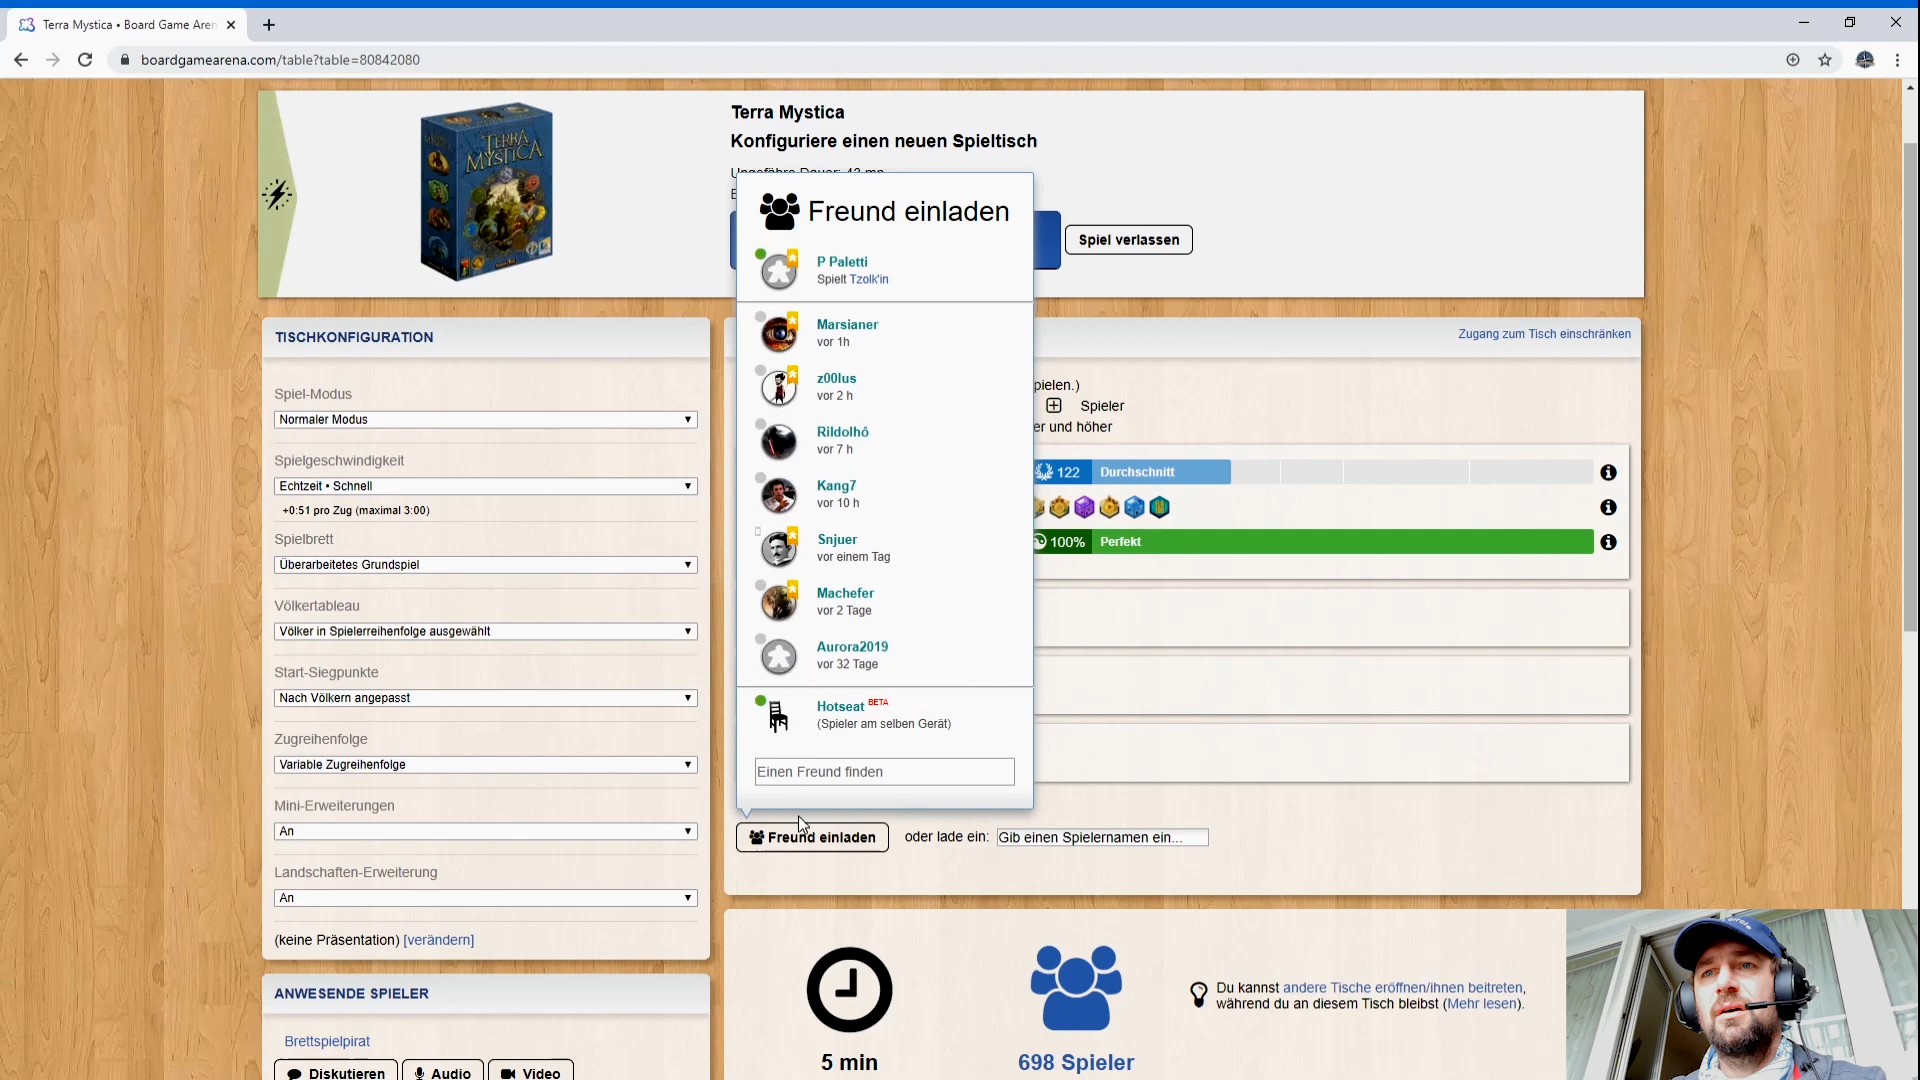 Terra Mystica • Board Game Aren
boardgamearena.com/table?table=80842080
TERRA
MYSTICA
Terra Mystica
Konfiguriere einen neuen Spieltisch
Ungefähre Dauer: 42 mn
Spiel verlassen
Freund einladen
P Paletti
Spielt Tzolk'in
Marsianer
vor 1h
z00lus
vor 2 h
Rildolhô
vor 7 h
Kang7
vor 10 h
Snjuer
vor einem Tag
Machefer
vor 2 Tage
Aurora2019
vor 32 Tage
Hotseat BETA
(Spieler am selben Gerät)
Einen Freund finden
TISCHKONFIGURATION
Spiel-Modus
Normaler Modus
Spielgeschwindigkeit
Echtzeit • Schnell
+0:51 pro Zug (maximal 3:00)
Spielbrett
Überarbeitetes Grundspiel
Völkertableau
Völker in Spielerreihenfolge ausgewählt
Start-Siegpunkte
Nach Völkern angepasst
Zugreihenfolge
Variable Zugreihenfolge
Mini-Erweiterungen
An
Landschaften-Erweiterung
An
(keine Präsentation) [verändern]
ANWESENDE SPIELER
Brettspielpirat
Diskutieren
Audio
Video
Zugang zum Tisch einschränken
pielen.)
Spieler
er und höher
122 Durchschnitt
100% Perfekt
Freund einladen
oder lade ein: Gib einen Spielernamen ein...
5 min
698 Spieler
Du kannst andere Tische eröffnen/ihnen beitreten,
während du an diesem Tisch bleibst (Mehr lesen).